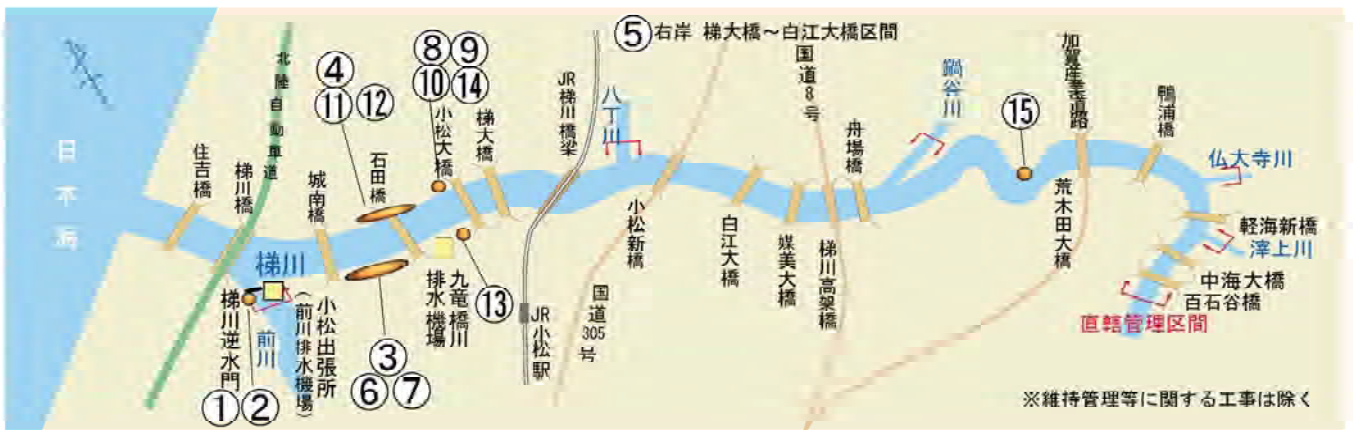 ⑤右岸 梯大橋～白江大橋区間
日本海
住吉橋
梯川橋
北陸自動車道
城南橋
④
⑪⑫
石田橋
⑧⑨
⑩⑭
小松大橋
梯大橋
JR梯川橋梁
八丁川
小松新橋
白江大橋
媒美大橋
国道8号
梯川高架橋
舟場橋
鍋谷川
⑮
加賀産業道路
荒木田大橋
鴨浦橋
仏大寺川
軽海新橋
滓上川
中海大橋
百石谷橋
直轄管理区間
梯川
梯川逆水門
①②
前川
小松出張所
(前川排水機場)
③
⑥⑦
九竜橋川
排水機場
⑬
JR小松駅
国道305号
※維持管理等に関する工事は除く